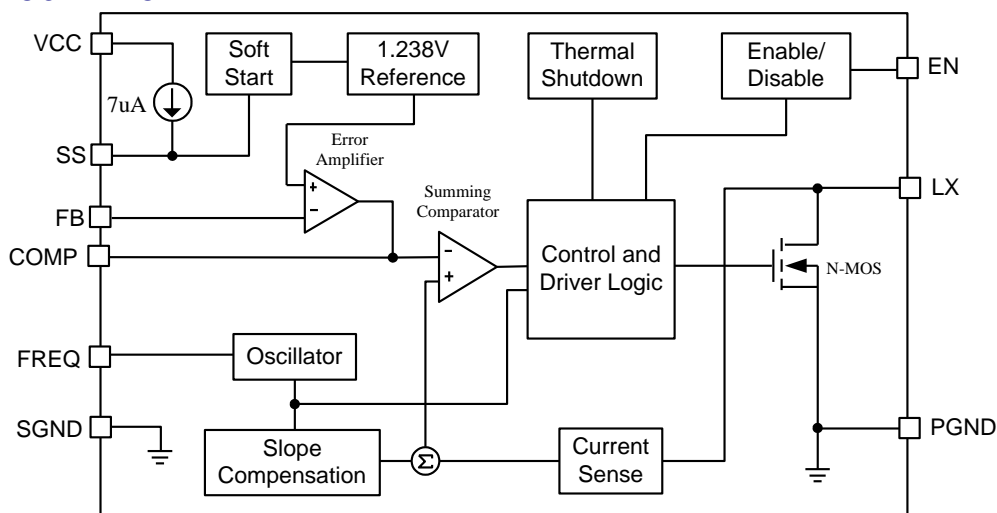 VCC
Soft
Start
1.238V
Reference
Thermal
Shutdown
Enable/
Disable
EN
7uA
SS
Error
Amplifier
+
−
FB
Summing
Comparator
LX
COMP
−
+
Control and
Driver Logic
N-MOS
FREQ
Oscillator
SGND
PGND
Slope
Compensation
Σ
Current
Sense